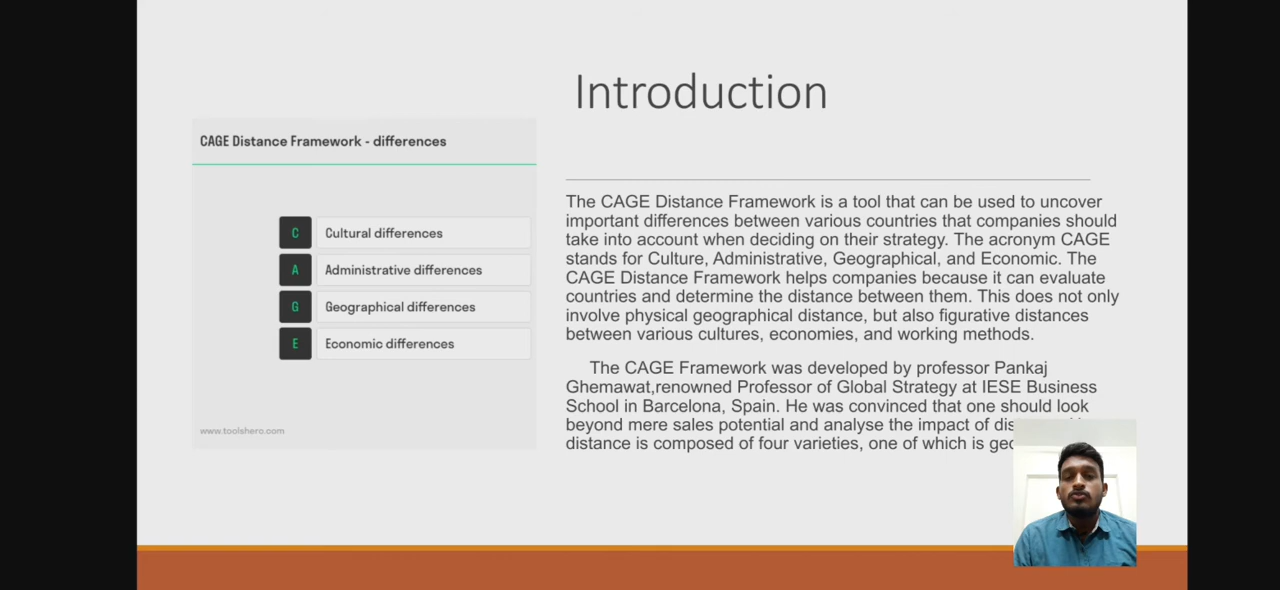 Introduction
CAGE Distance Framework - differences
C Cultural differences
A Administrative differences
G Geographical differences
E Economic differences
www.toolshero.com
The CAGE Distance Framework is a tool that can be used to uncover
important differences between various countries that companies should
take into account when deciding on their strategy. The acronym CAGE
stands for Culture, Administrative, Geographical, and Economic. The
CAGE Distance Framework helps companies because it can evaluate
countries and determine the distance between them. This does not only
involve physical geographical distance, but also figurative distances
between various cultures, economies, and working methods.
The CAGE Framework was developed by professor Pankaj
Ghemawat,renowned Professor of Global Strategy at IESE Business
School in Barcelona, Spain. He was convinced that one should look
beyond mere sales potential and analyse the impact of
distance is composed of four varieties, one of which is